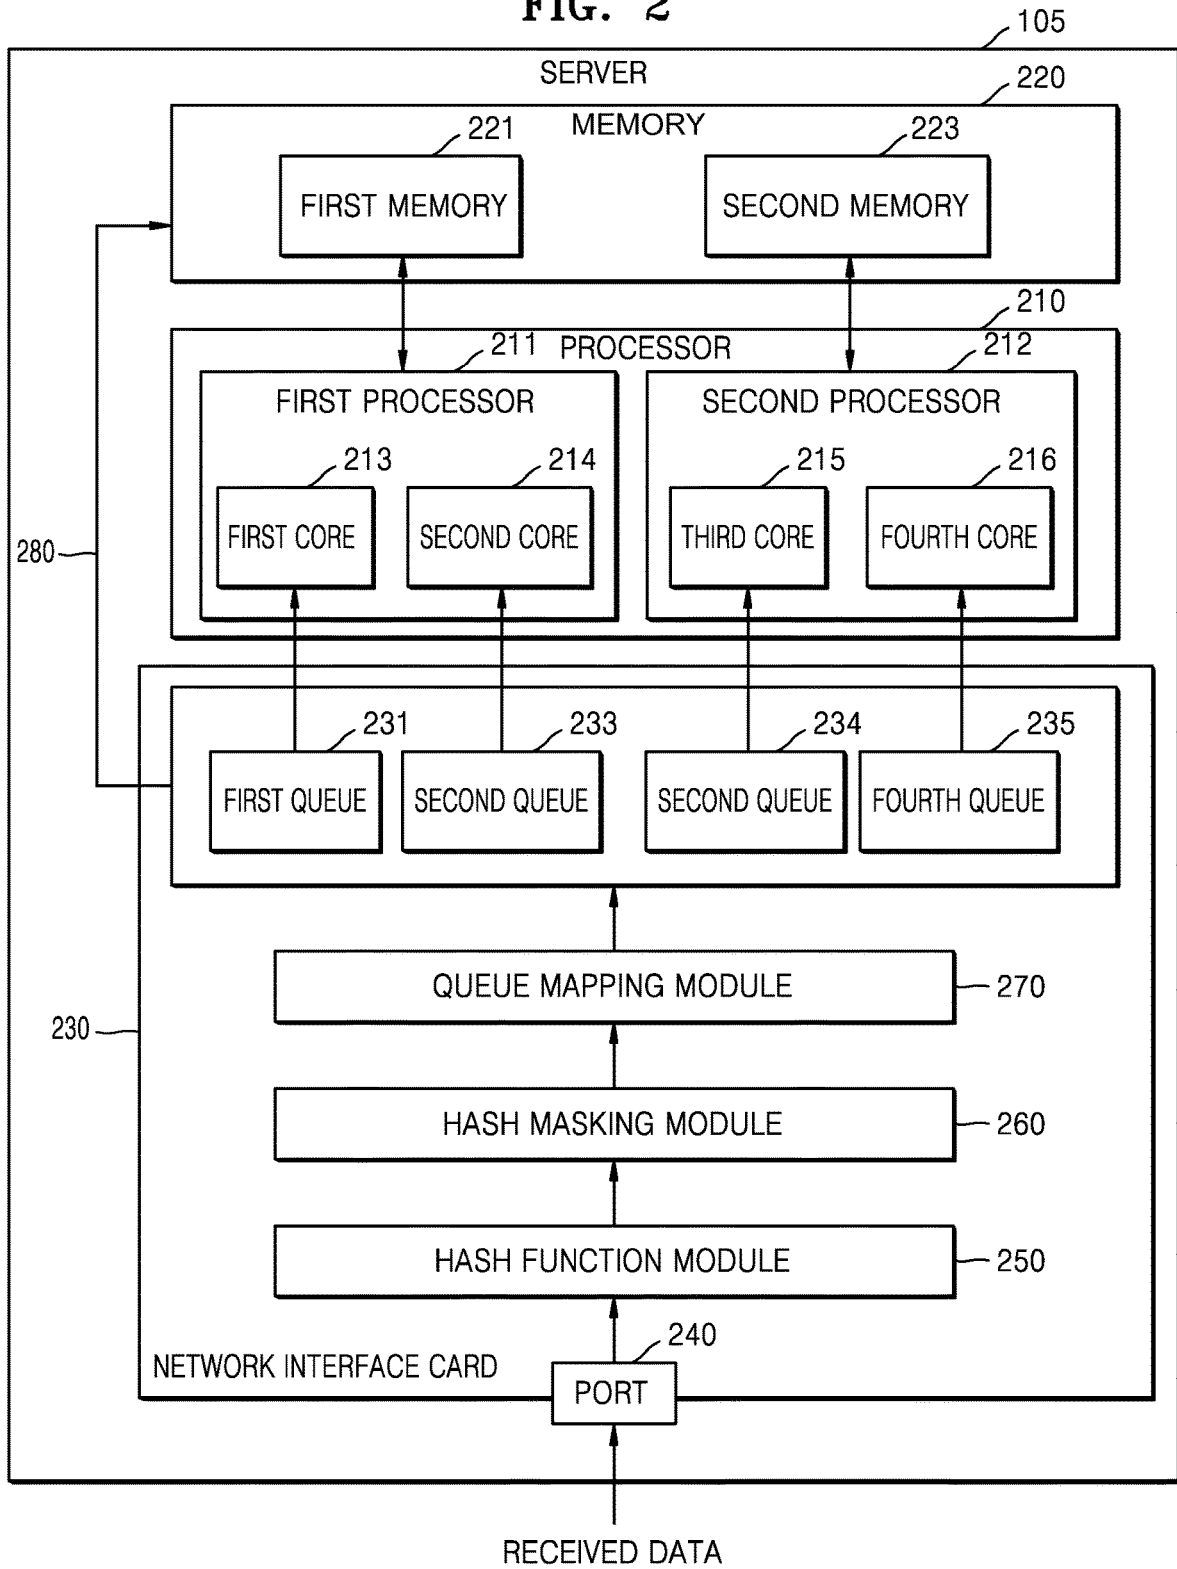 FIG. 2
105
SERVER
220
MEMORY
221
223
FIRST MEMORY
SECOND MEMORY
210
PROCESSOR
211
212
FIRST PROCESSOR
SECOND PROCESSOR
213
214
215
216
FIRST CORE
SECOND CORE
THIRD CORE
FOURTH CORE
280
231
233
234
235
FIRST QUEUE
SECOND QUEUE
SECOND QUEUE
FOURTH QUEUE
QUEUE MAPPING MODULE
270
230
HASH MASKING MODULE
260
HASH FUNCTION MODULE
250
240
NETWORK INTERFACE CARD
PORT
RECEIVED DATA